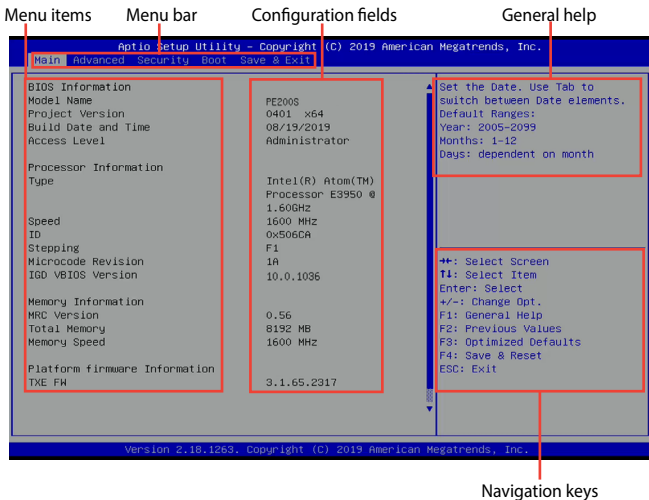 Menu items Menu bar Configuration fields General help
Aptio Setup Utility – Copyright (C) 2019 American Megatrends, Inc.
Main Advanced Security Boot Save & Exit
BIOS Information
Model Name PE200S
Project Version 0401 x64
Build Date and Time 08/19/2019
Access Level Administrator
Processor Information
Type Intel(R) Atom(TM)
Processor E3950 @
1.60GHz
Speed 1600 MHz
ID 0x506CA
Stepping F1
Microcode Revision 1A
IGD VBIOS Version 10.0.1036
Memory Information
MRC Version 0.56
Total Memory 8192 MB
Memory Speed 1600 MHz
Platform firmware Information
TXE FW 3.1.65.2317
Set the Date. Use Tab to
switch between Date elements.
Default Ranges:
Year: 2005-2099
Months: 1-12
Days: dependent on month
→←: Select Screen
↑↓: Select Item
Enter: Select
+/-: Change Opt.
F1: General Help
F2: Previous Values
F3: Optimized Defaults
F4: Save & Reset
ESC: Exit
Version 2.18.1263. Copyright (C) 2019 American Megatrends, Inc.
Navigation keys